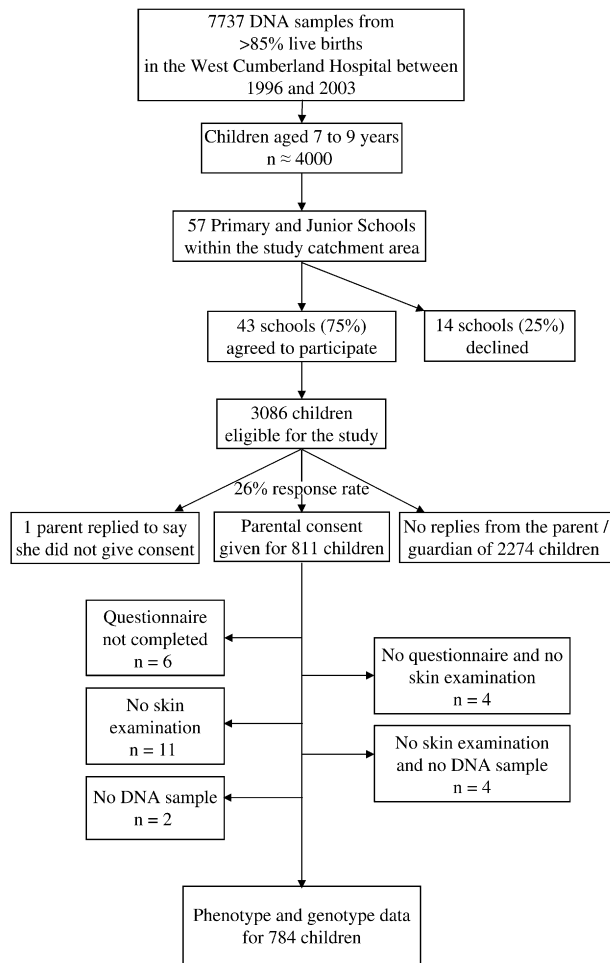 7737 DNA samples from
>85% live births
in the West Cumberland Hospital between
1996 and 2003
Children aged 7 to 9 years
n ≈ 4000
57 Primary and Junior Schools
within the study catchment area
43 schools (75%)
agreed to participate
14 schools (25%)
declined
3086 children
eligible for the study
26% response rate
1 parent replied to say
she did not give consent
Parental consent
given for 811 children
No replies from the parent /
guardian of 2274 children
Questionnaire
not completed
n = 6
No questionnaire and no
skin examination
n = 4
No skin
examination
n = 11
No skin examination
and no DNA sample
n = 4
No DNA sample
n = 2
Phenotype and genotype data
for 784 children